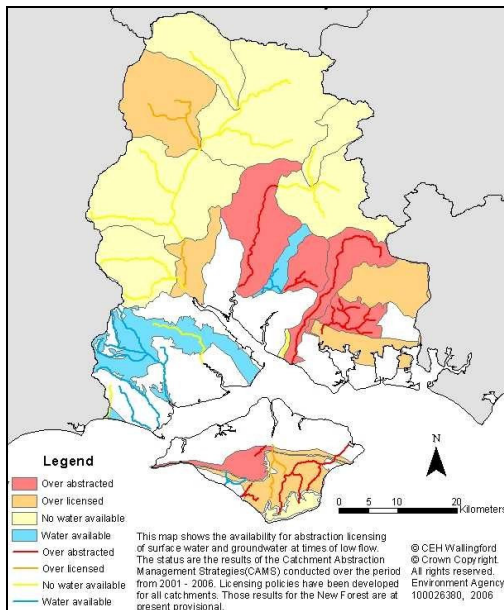 Legend
Over abstracted
Over licensed
No water available
Water available
Over abstracted
Over licensed
No water available
Water available
N
0 5 10 20
Kilometers
This map shows the availability for abstraction licensing
of surface water and groundwater at times of low flow.
The status are the results of the Catchment Abstraction
Management Strategies(CAMS) conducted over the period
from 2001 - 2006. Licensing policies have been developed
for all catchments. Those results for the New Forest are at
present provisional.
© CEH Wallingford
© Crown Copyright.
All rights reserved.
Environment Agency
100026380, 2006